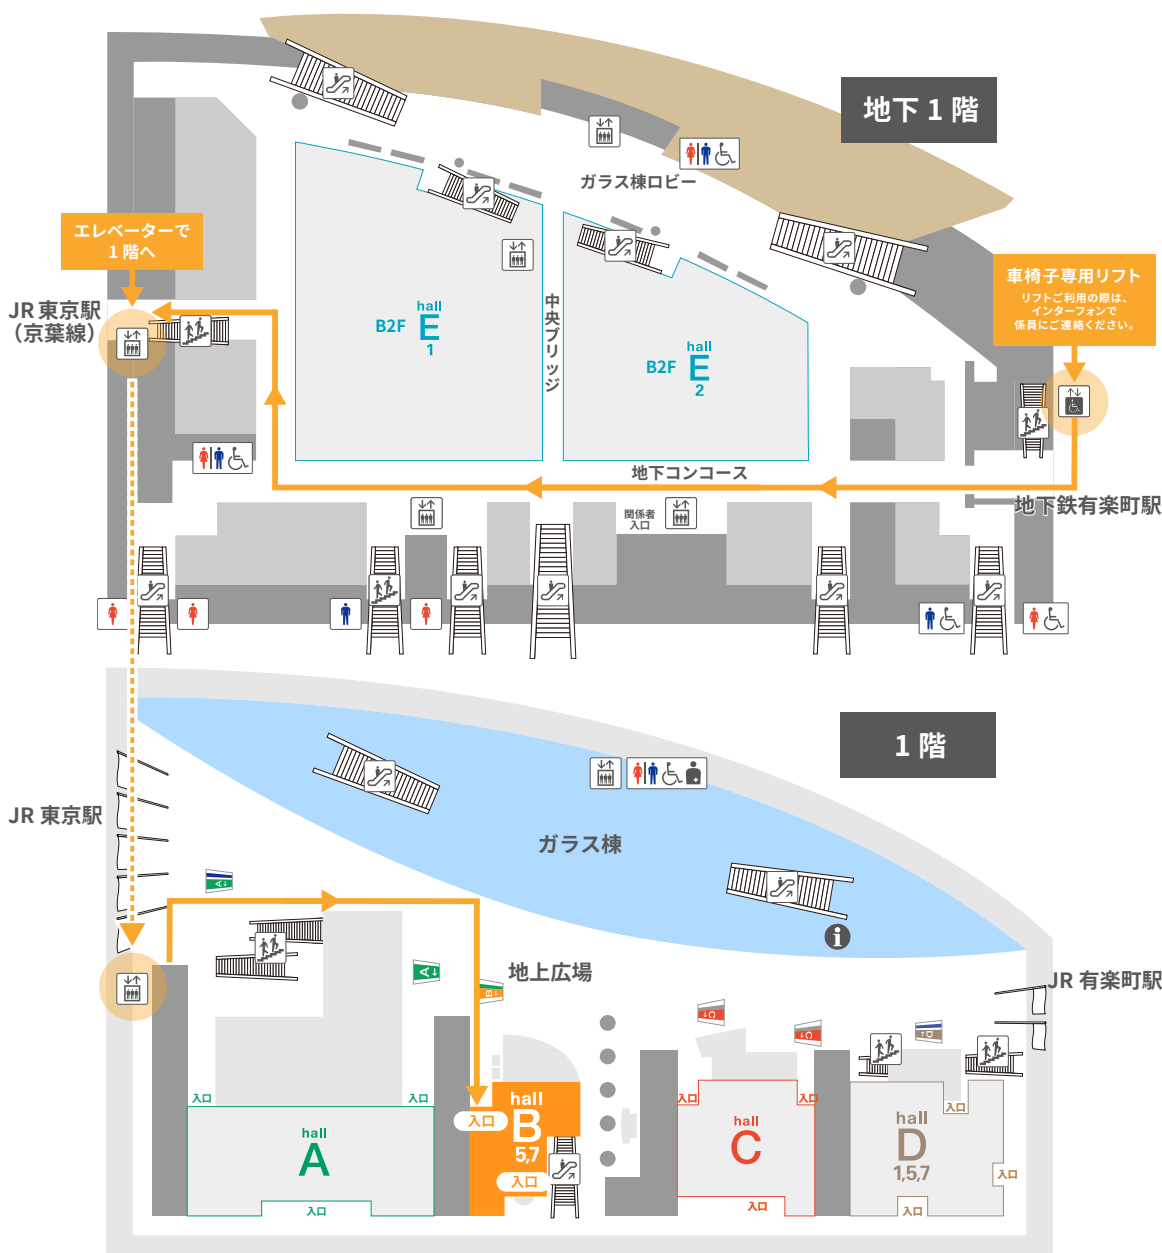 地下1階
ガラス棟ロビー
エレベーターで
1階へ
JR 東京駅
（京葉線）
hall
B2F E
1
中央ブリッジ
hall
B2F E
2
車椅子専用リフト
リフトご利用の際は、
インターフォンで
係員にご連絡ください。
地下コンコース
地下鉄有楽町駅
関係者
入口
1階
JR 東京駅
ガラス棟
A
i
A
地上広場
B
JR 有楽町駅
C
C
D
入口
入口
hall
A
入口
hall
B
5,7
入口
入口
入口
入口
hall
C
入口
hall
D
1,5,7
入口
入口
入口